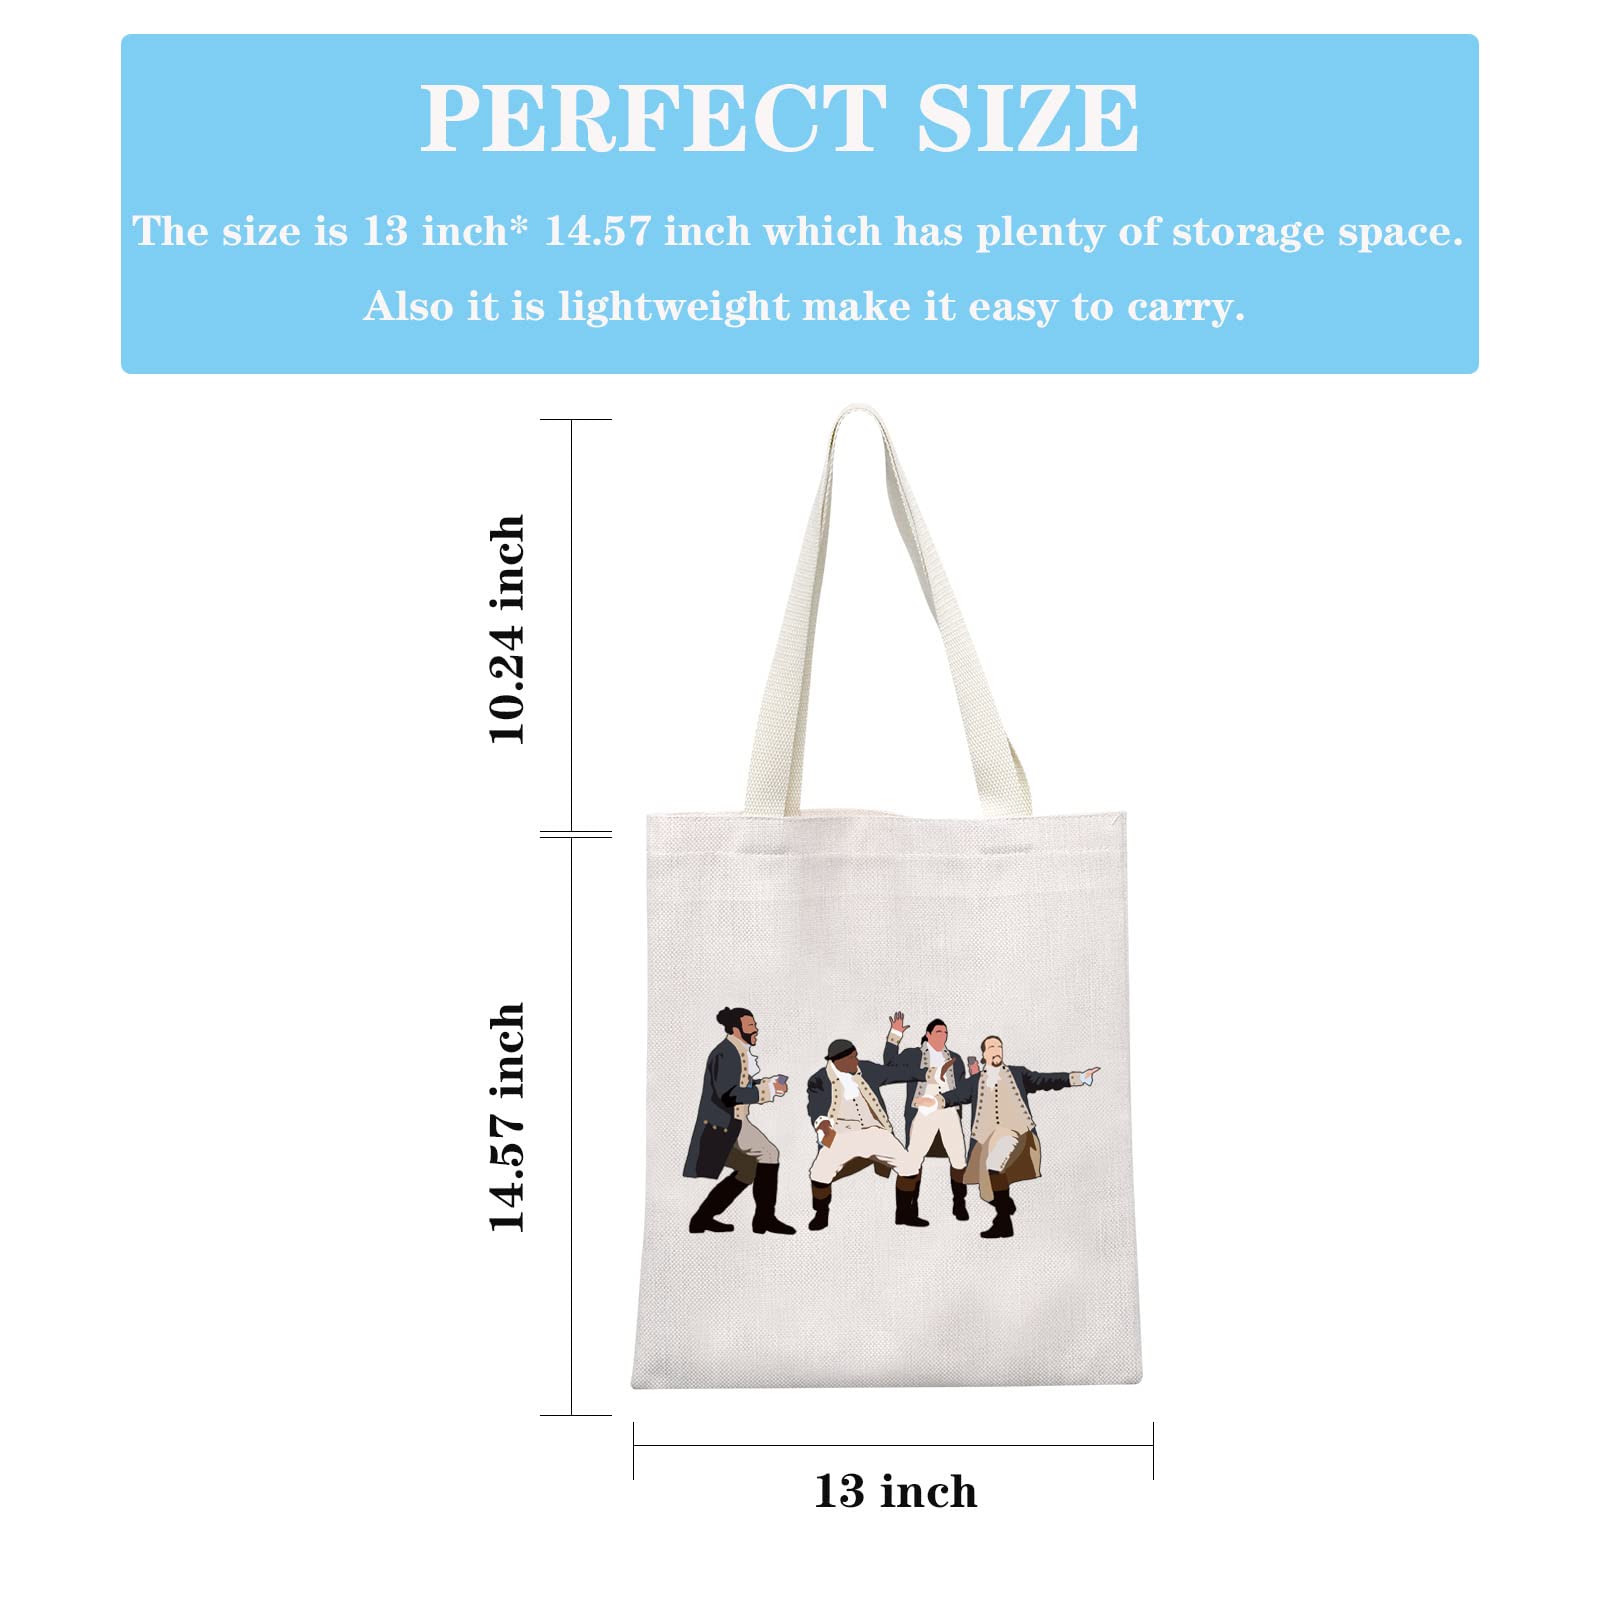 PERFECT SIZE
The size is 13 inch* 14.57 inch which has plenty of storage space.
Also it is lightweight make it easy to carry.
10.24 inch
14.57 inch
13 inch